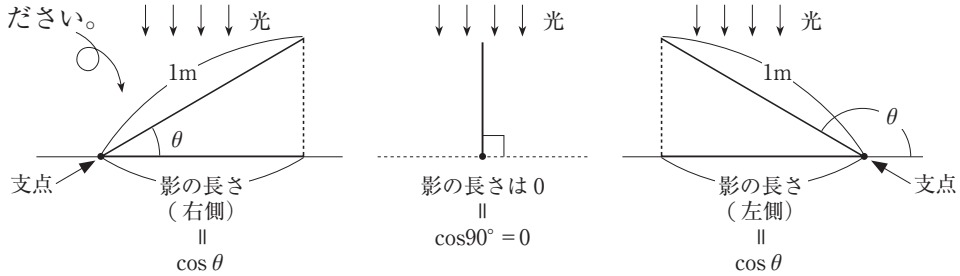 ださい。
光
1m
θ
支点
影の長さ
(右側)
=
cos θ
光
影の長さは 0
=
cos90° = 0
光
1m
θ
支点
影の長さ
(左側)
=
cos θ